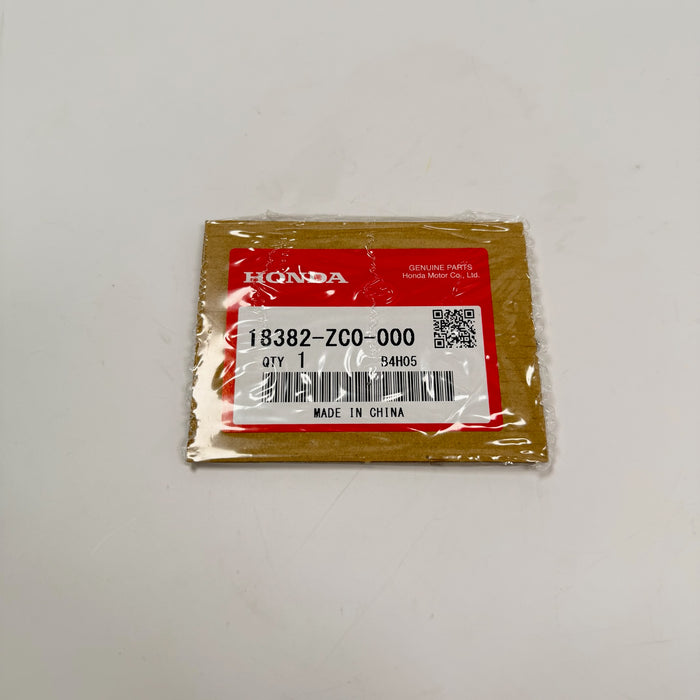 HONDA
GENUINE PARTS
Honda Motor Co., Ltd.
18382-ZC0-000
QTY 1 B4H05
MADE IN CHINA